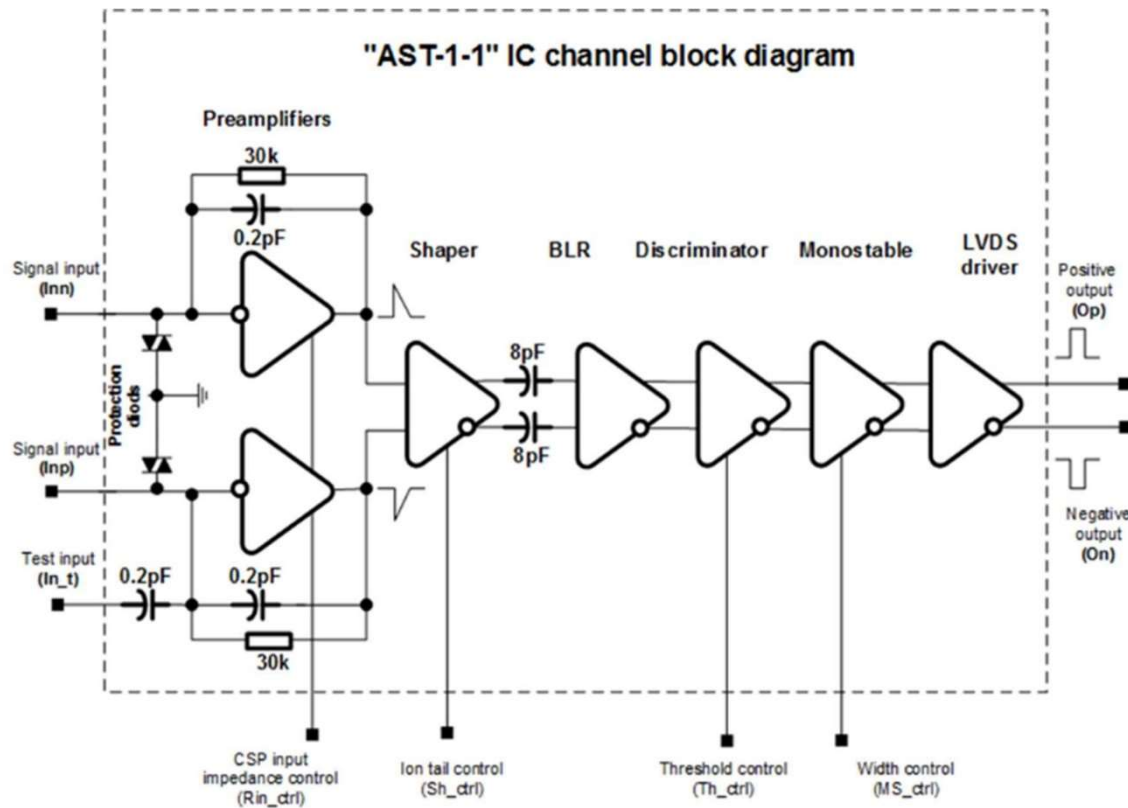 "AST-1-1" IC channel block diagram
Preamplifiers
30k
0.2pF
Shaper
BLR
Discriminator
Monostable
LVDS
driver
Signal input
(Inn)
Positive
output
(Op)
8pF
8pF
Protection
diods
Signal input
(Inp)
Negative
output
(On)
Test input
(In_t)
0.2pF
0.2pF
30k
CSP input
impedance control
(Rin_ctrl)
Ion tail control
(Sh_ctrl)
Threshold control
(Th_ctrl)
Width control
(MS_ctrl)